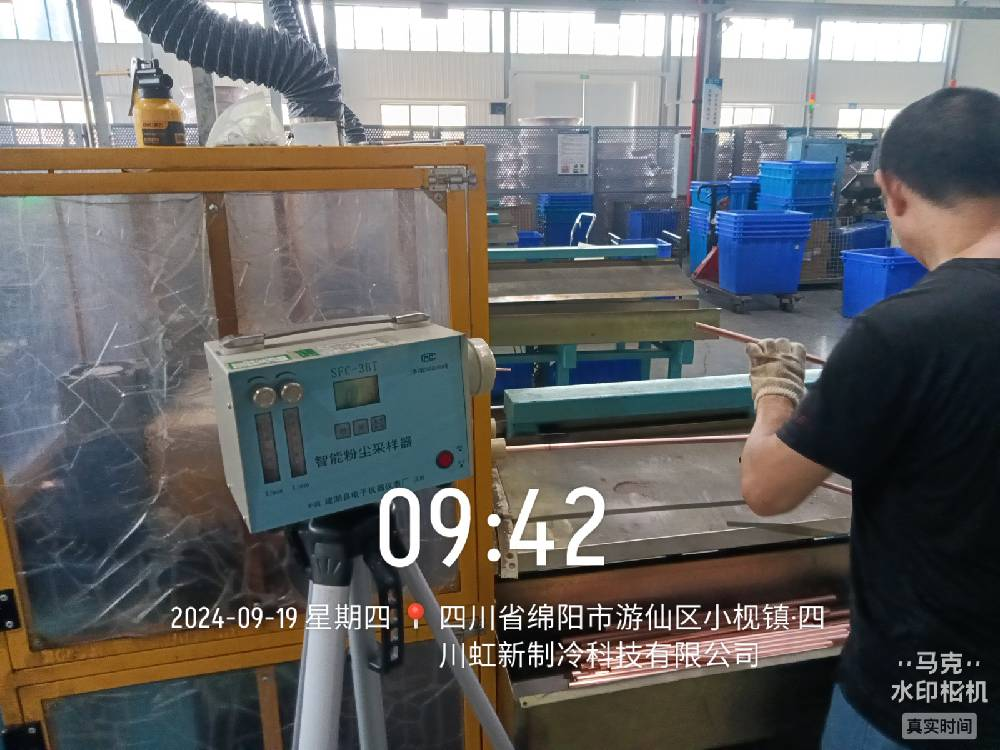 SFC-3BT
智能粉尘采样器
09:42
2024-09-19 星期四 四川省绵阳市游仙区小枧镇·四
川虹新制冷科技有限公司
马克
水印相机
真实时间